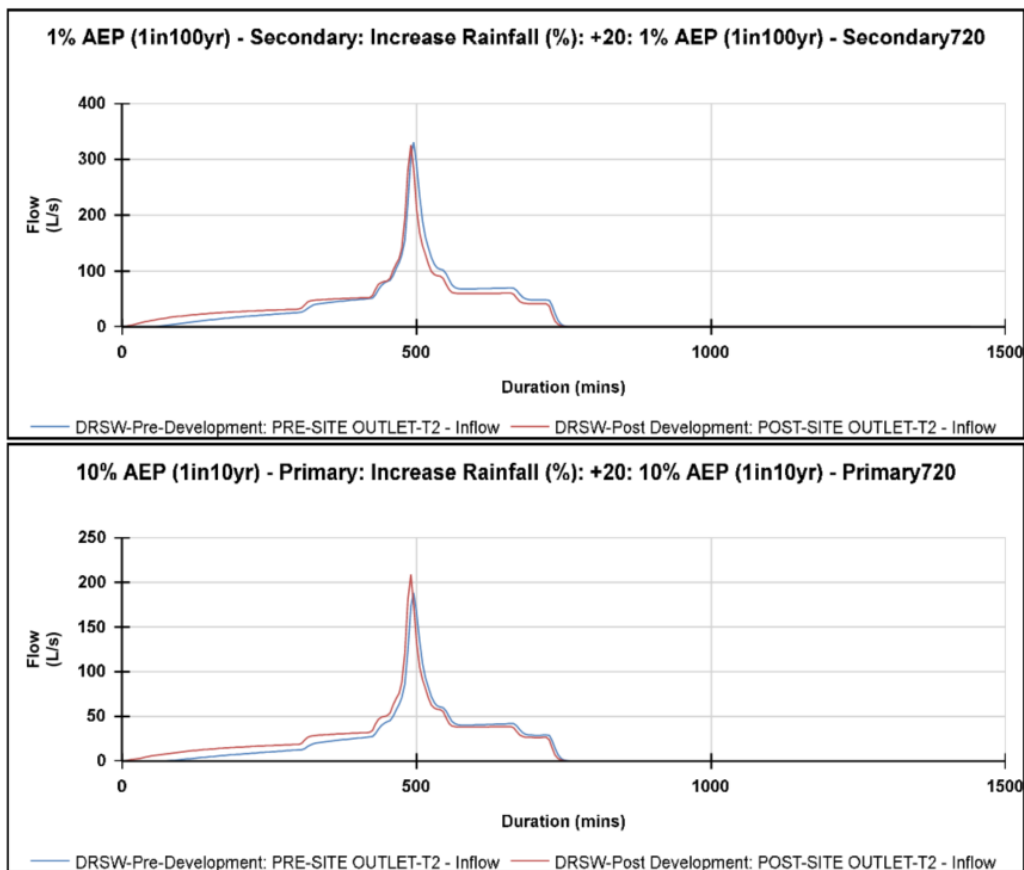 1% AEP (1in100yr) - Secondary: Increase Rainfall (%): +20: 1% AEP (1in100yr) - Secondary720
400
300
200
100
0
Flow
(L/s)
0 500 1000 1500
Duration (mins)
DRSW-Pre-Development: PRE-SITE OUTLET-T2 - Inflow DRSW-Post Development: POST-SITE OUTLET-T2 - Inflow
10% AEP (1in10yr) - Primary: Increase Rainfall (%): +20: 10% AEP (1in10yr) - Primary720
250
200
150
100
50
0
Flow
(L/s)
0 500 1000 1500
Duration (mins)
DRSW-Pre-Development: PRE-SITE OUTLET-T2 - Inflow DRSW-Post Development: POST-SITE OUTLET-T2 - Inflow